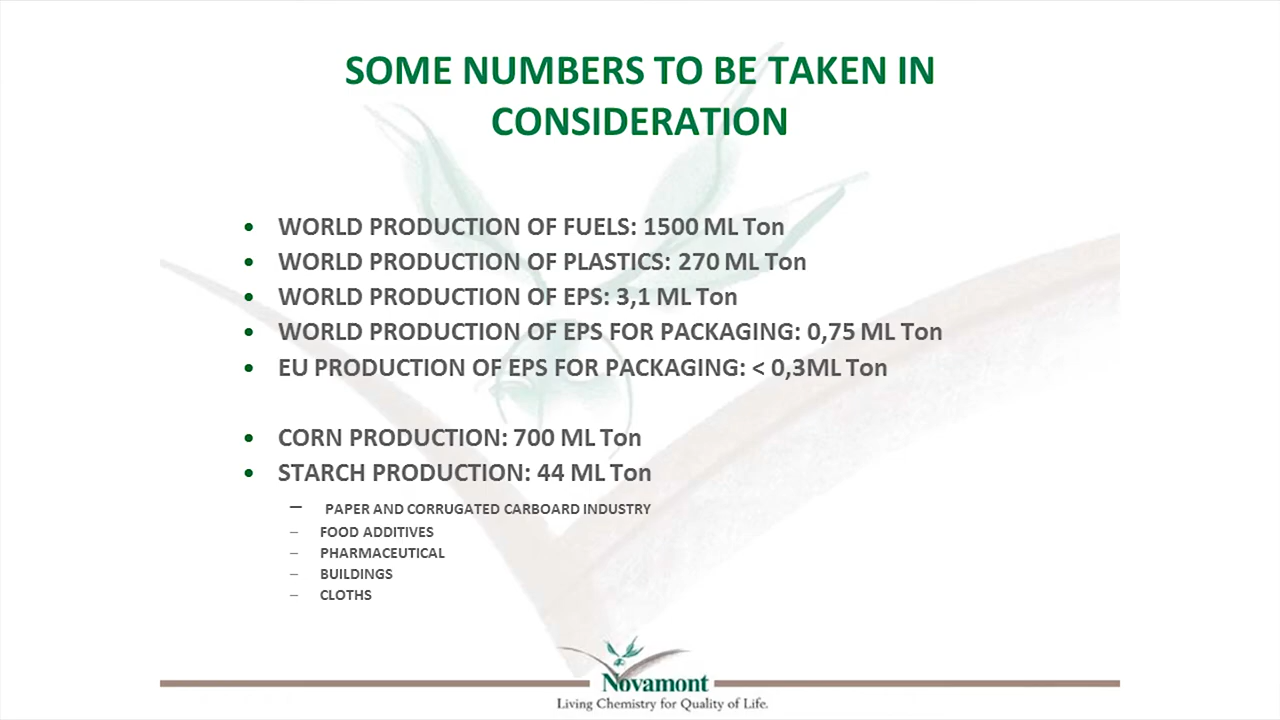 SOME NUMBERS TO BE TAKEN IN
CONSIDERATION
• WORLD PRODUCTION OF FUELS: 1500 ML Ton
• WORLD PRODUCTION OF PLASTICS: 270 ML Ton
• WORLD PRODUCTION OF EPS: 3,1 ML Ton
• WORLD PRODUCTION OF EPS FOR PACKAGING: 0,75 ML Ton
• EU PRODUCTION OF EPS FOR PACKAGING: < 0,3ML Ton
• CORN PRODUCTION: 700 ML Ton
• STARCH PRODUCTION: 44 ML Ton
– PAPER AND CORRUGATED CARBOARD INDUSTRY
– FOOD ADDITIVES
– PHARMACEUTICAL
– BUILDINGS
– CLOTHS
Novamont
Living Chemistry for Quality of Life.